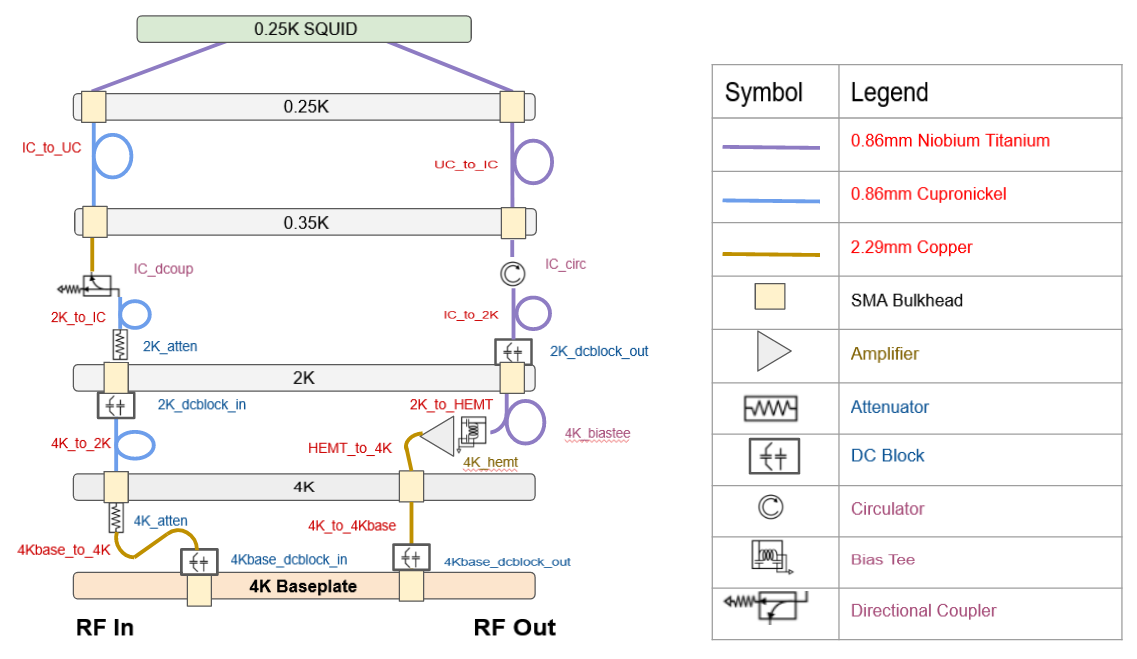 0.25K SQUID
0.25K
IC_to_UC
UC_to_IC
0.35K
IC_dcoup
IC_circ
2K_to_IC
IC_to_2K
2K_atten
2K_dcblock_out
2K
2K_dcblock_in
2K_to_HEMT
4K_to_2K
HEMT_to_4K
4K_biastee
4K_hemt
4K
4K_atten
4K_to_4Kbase
4Kbase_to_4K
4Kbase_dcblock_in
4Kbase_dcblock_out
4K Baseplate
RF In
RF Out
Symbol Legend
0.86mm Niobium Titanium
0.86mm Cupronickel
2.29mm Copper
SMA Bulkhead
Amplifier
Attenuator
DC Block
Circulator
Bias Tee
Directional Coupler